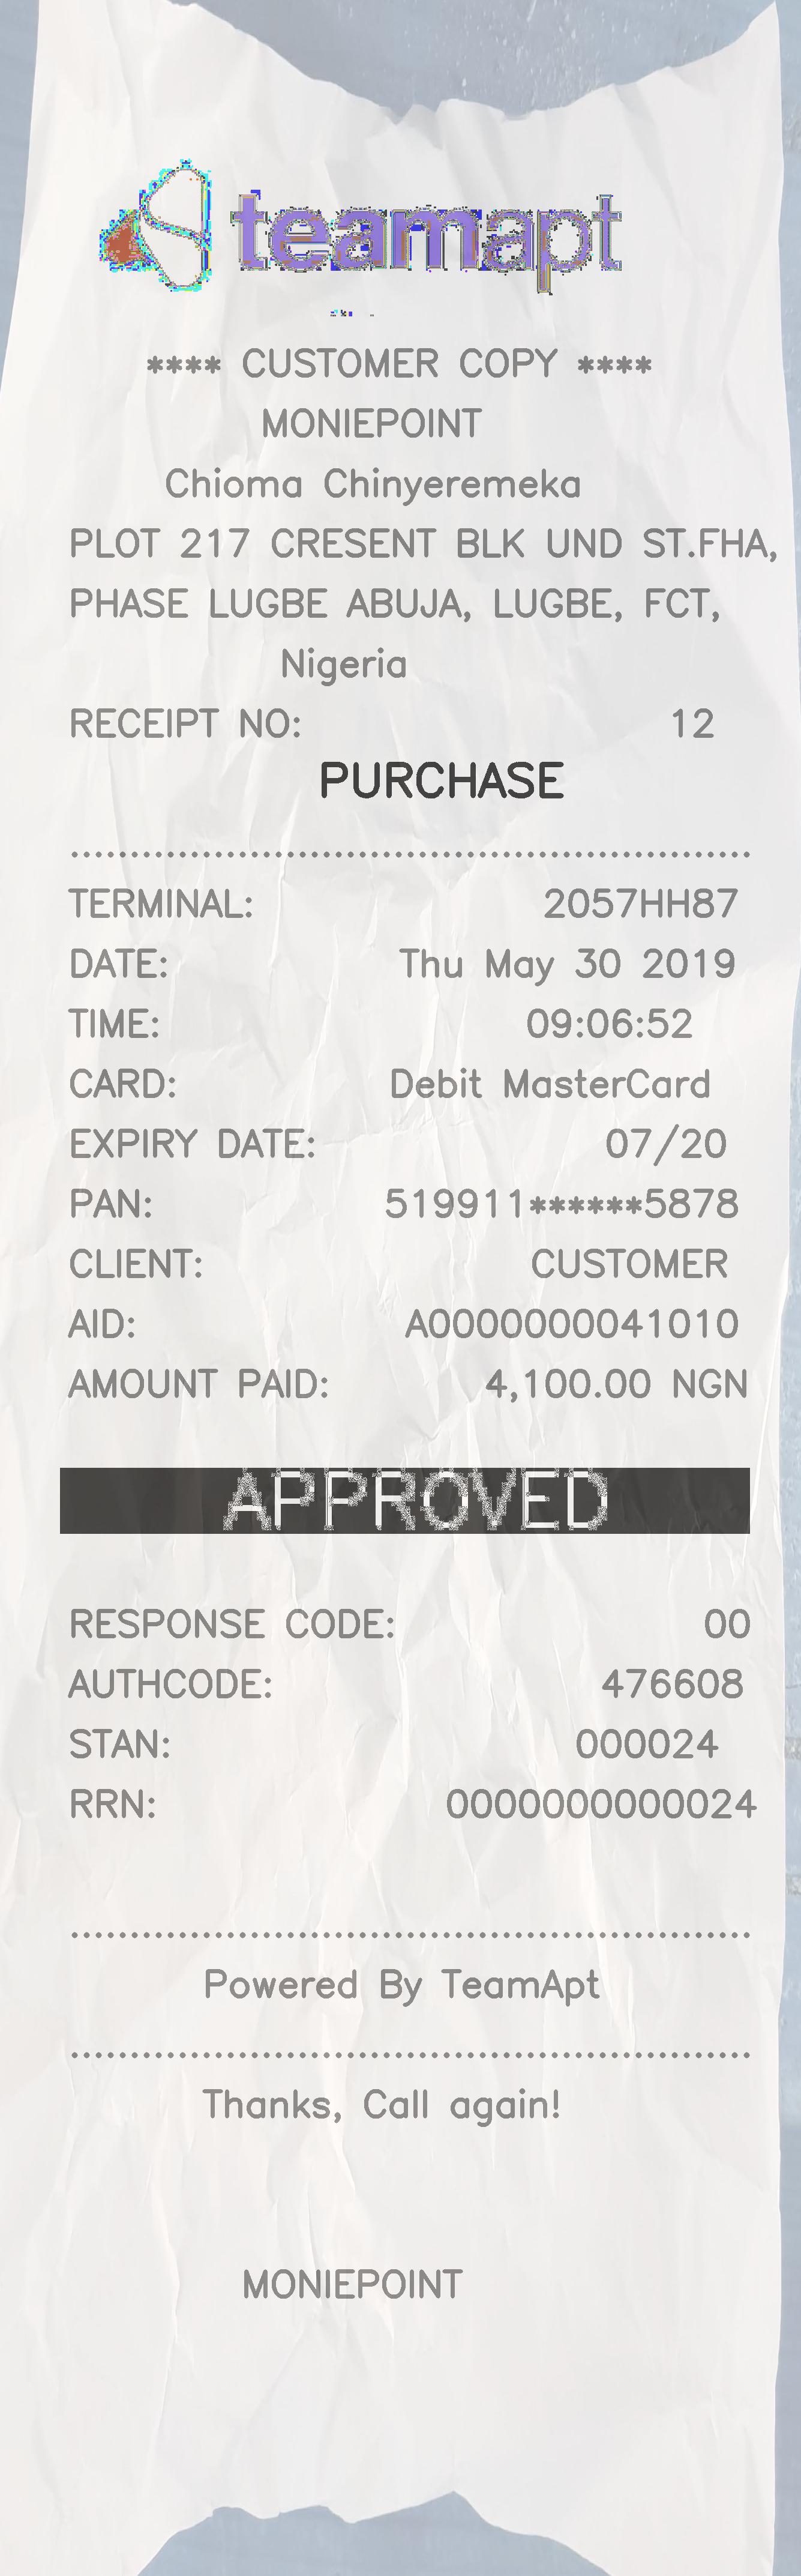 teamapt
**** CUSTOMER COPY ****
MONIEPOINT
Chioma Chinyeremeka
PLOT 217 CRESENT BLK UND ST.FHA,
PHASE LUGBE ABUJA, LUGBE, FCT,
Nigeria
RECEIPT NO: 12
PURCHASE
TERMINAL: 2057HH87
DATE: Thu May 30 2019
TIME: 09:06:52
CARD: Debit MasterCard
EXPIRY DATE: 07/20
PAN: 519911******5878
CLIENT: CUSTOMER
AID: A0000000041010
AMOUNT PAID: 4,100.00 NGN
APPROVED
RESPONSE CODE: 00
AUTHCODE: 476608
STAN: 000024
RRN: 0000000000024
Powered By TeamApt
Thanks, Call again!
MONIEPOINT